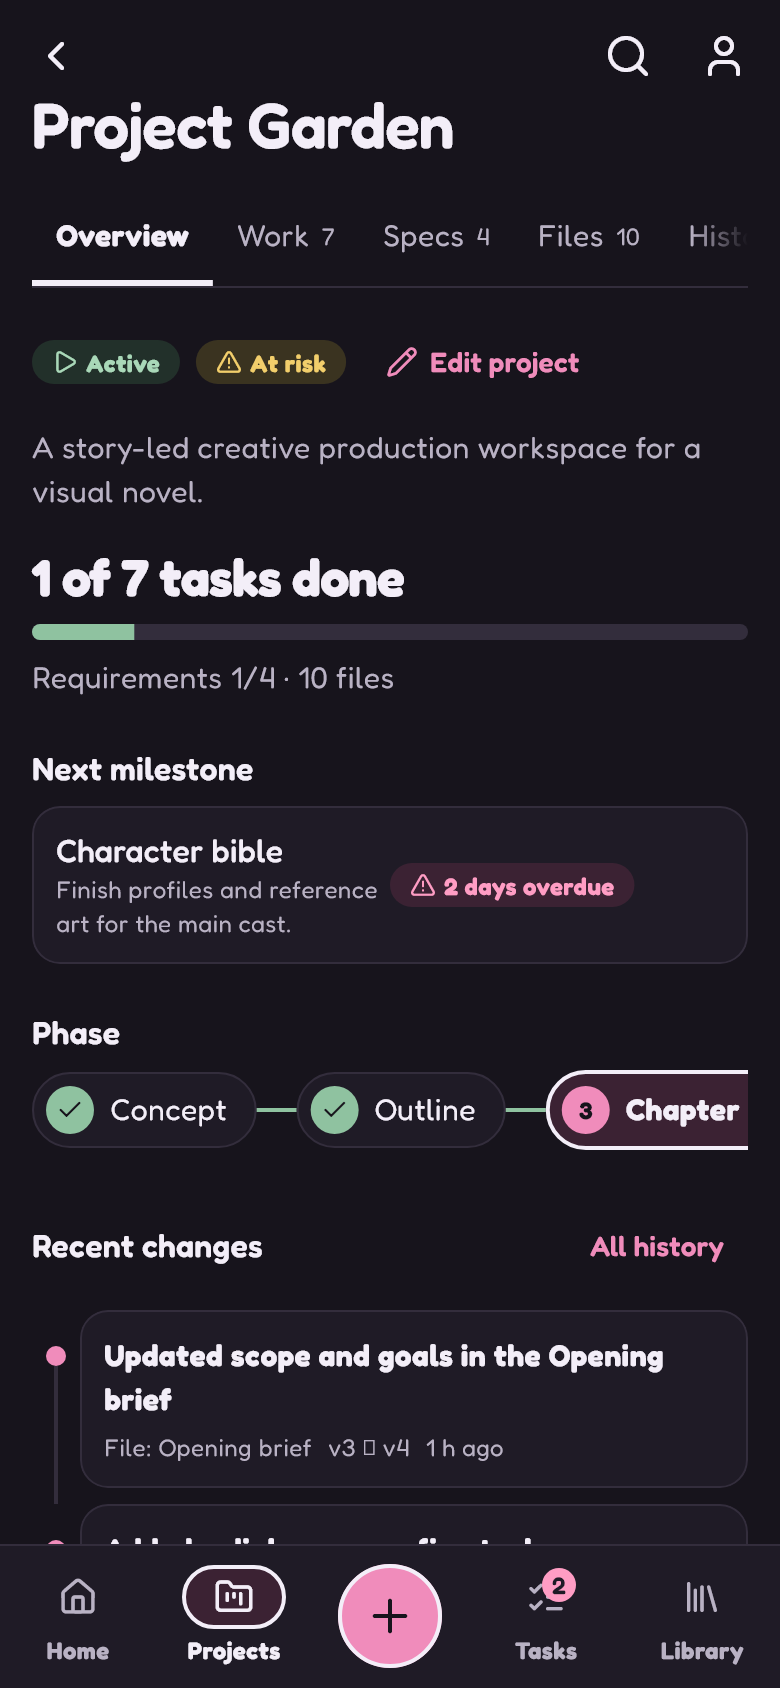 Project Garden
Overview Work 7 Specs 4 Files 10 Hist
Active At risk Edit project
A story-led creative production workspace for a
visual novel.
1 of 7 tasks done
Requirements 1/4 · 10 files
Next milestone
Character bible
Finish profiles and reference
art for the main cast.
2 days overdue
Phase
Concept Outline 3 Chapter
Recent changes All history
Updated scope and goals in the Opening
brief
File: Opening brief v3 ▯ v4 1 h ago
2
Home Projects Tasks Library